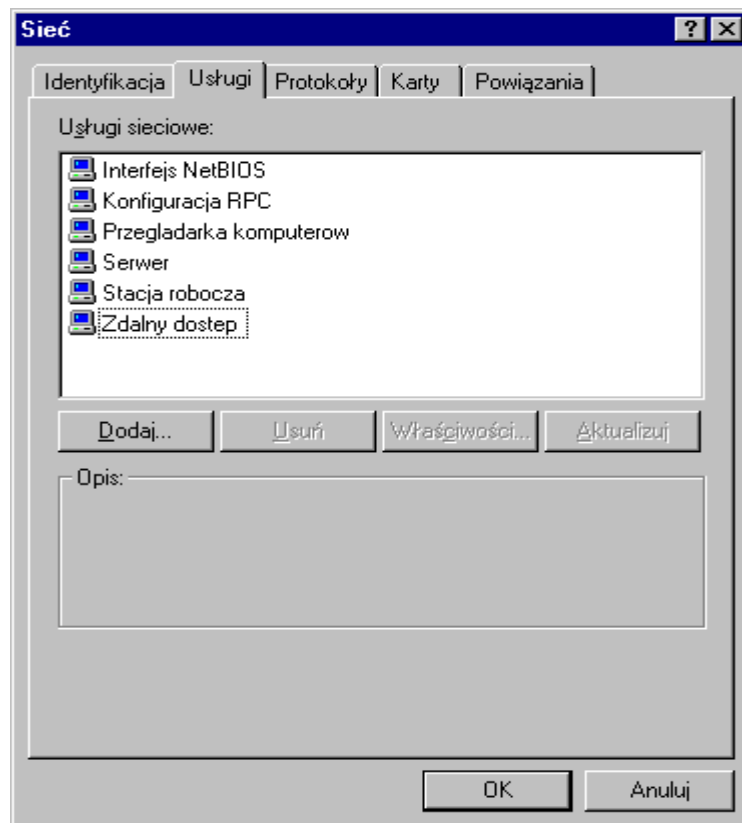 Sieć
Identyfikacja Usługi Protokoły Karty Powiązania
Usługi sieciowe:
Interfejs NetBIOS
Konfiguracja RPC
Przegladarka komputerow
Serwer
Stacja robocza
Zdalny dostep
Dodaj... Usuń Właściwości... Aktualizuj
Opis:
OK Anuluj